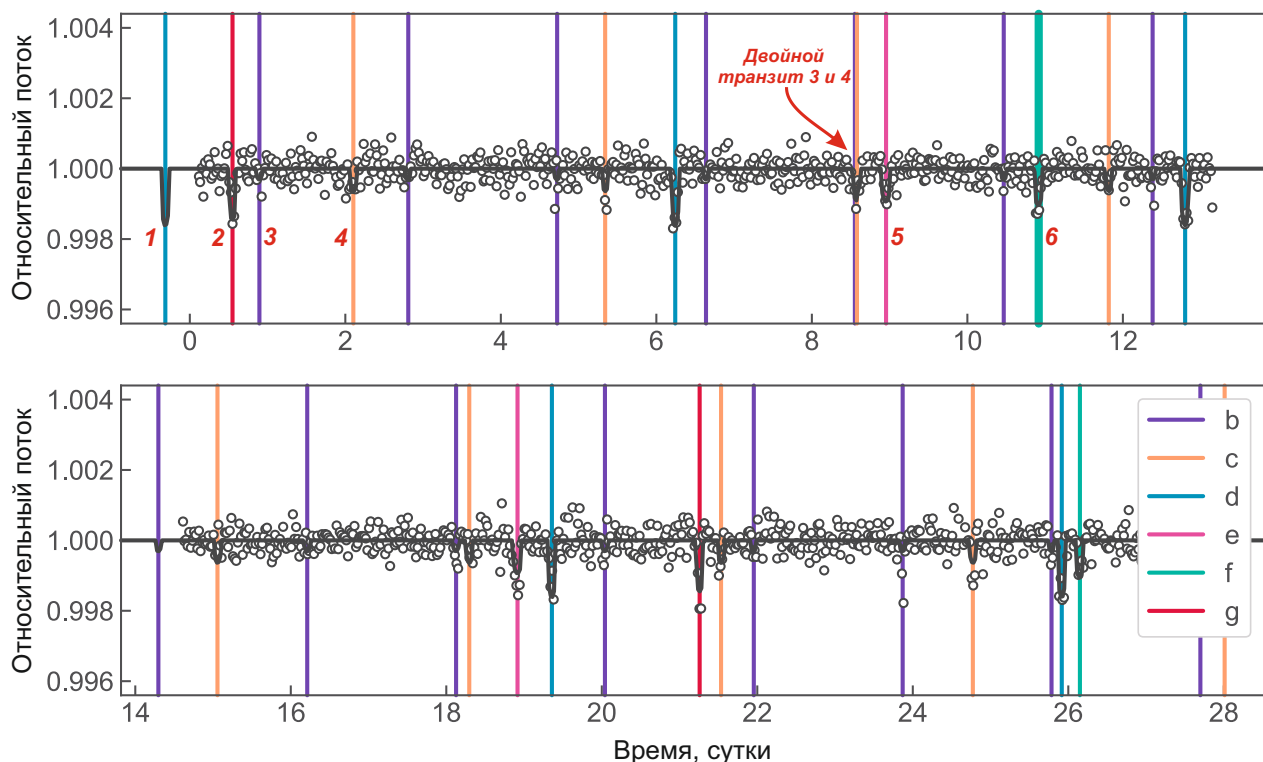 Относительный поток
1.004
1.002
1.000
0.998
0.996
Двойной
транзит 3 и 4
1
2
3
4
5
6
0 2 4 6 8 10 12
Относительный поток
1.004
1.002
1.000
0.998
0.996
b
c
d
e
f
g
14 16 18 20 22 24 26 28
Время, сутки